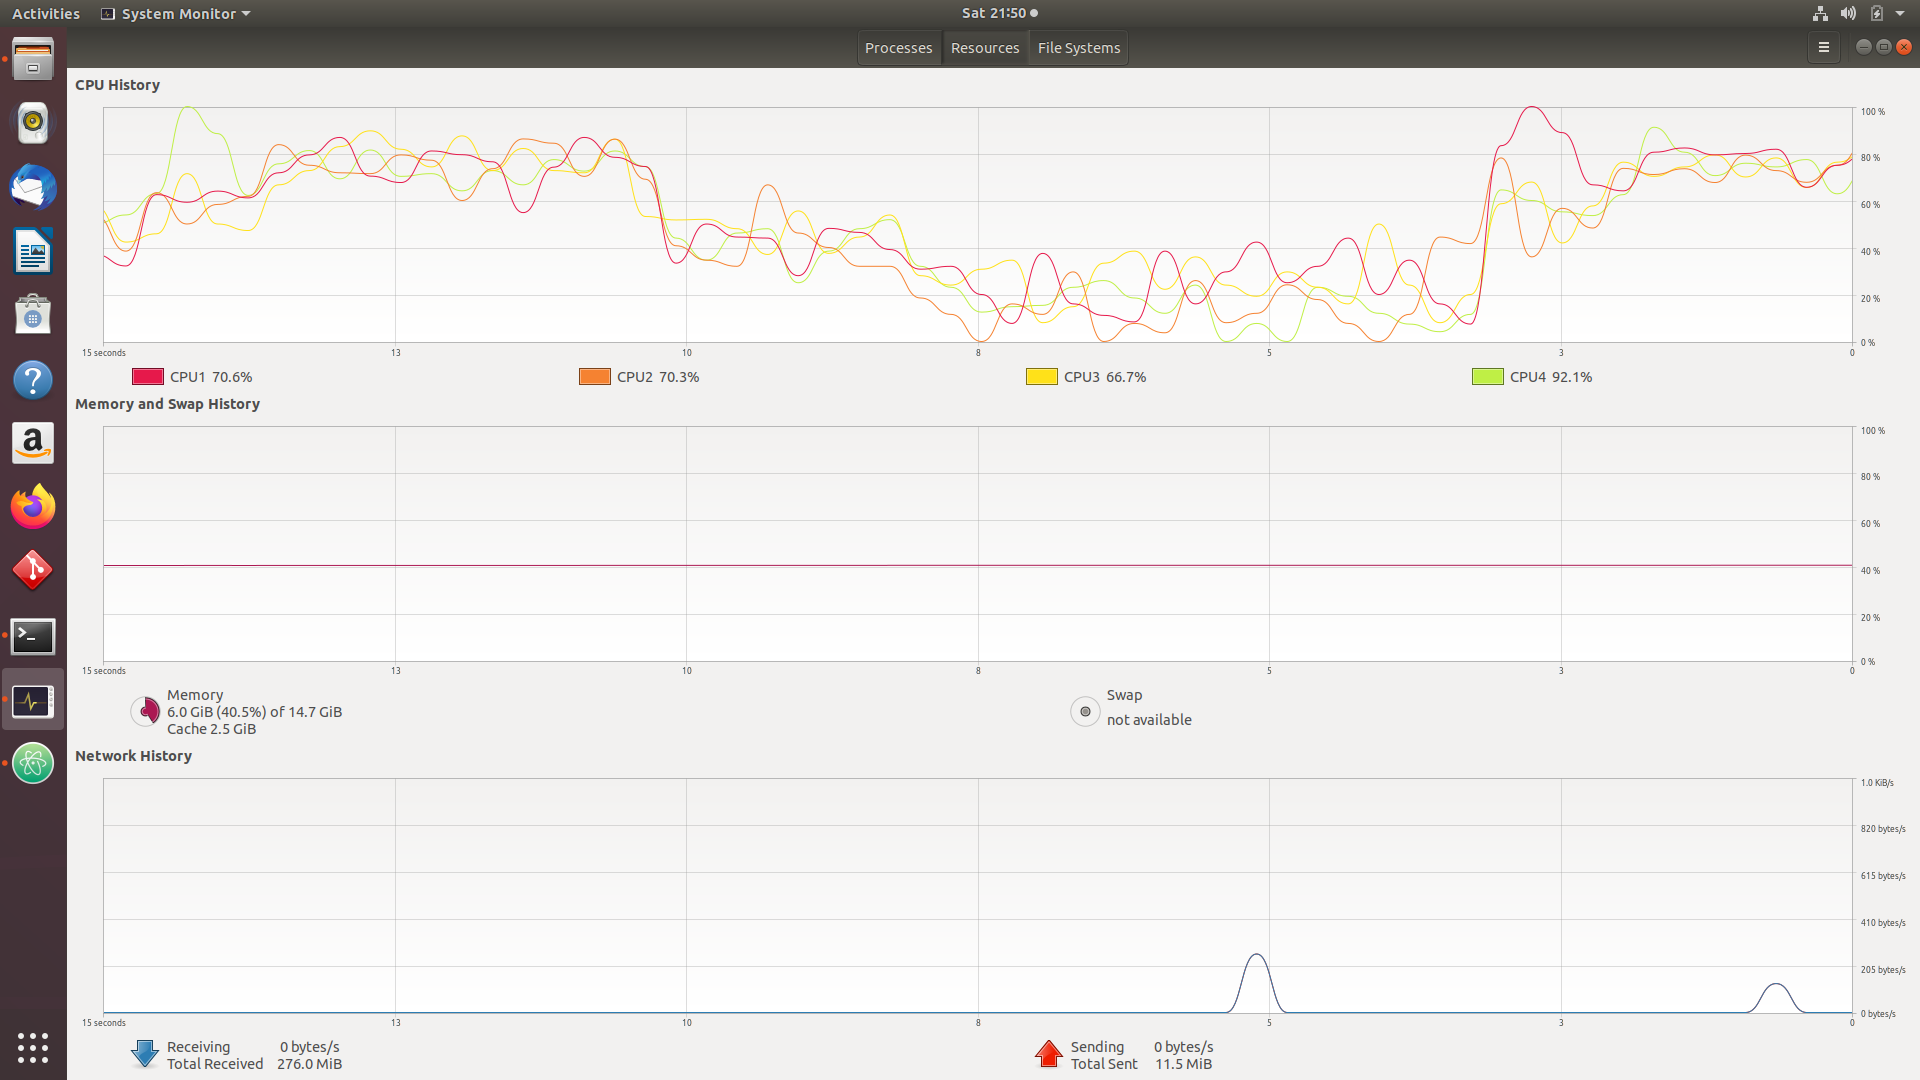 Activities System Monitor Sat 21:50
Processes Resources File Systems
CPU History
100 %
80 %
60 %
40 %
20 %
0 %
15 seconds 13 10 8 5 3 0
CPU1 70.6% CPU2 70.3% CPU3 66.7% CPU4 92.1%
Memory and Swap History
100 %
80 %
60 %
40 %
20 %
0 %
15 seconds 13 10 8 5 3 0
Memory
6.0 GiB (40.5%) of 14.7 GiB
Cache 2.5 GiB
Swap
not available
Network History
1.0 KiB/s
820 bytes/s
615 bytes/s
410 bytes/s
205 bytes/s
0 bytes/s
15 seconds 13 10 8 5 3 0
Receiving 0 bytes/s
Total Received 276.0 MiB
Sending 0 bytes/s
Total Sent 11.5 MiB